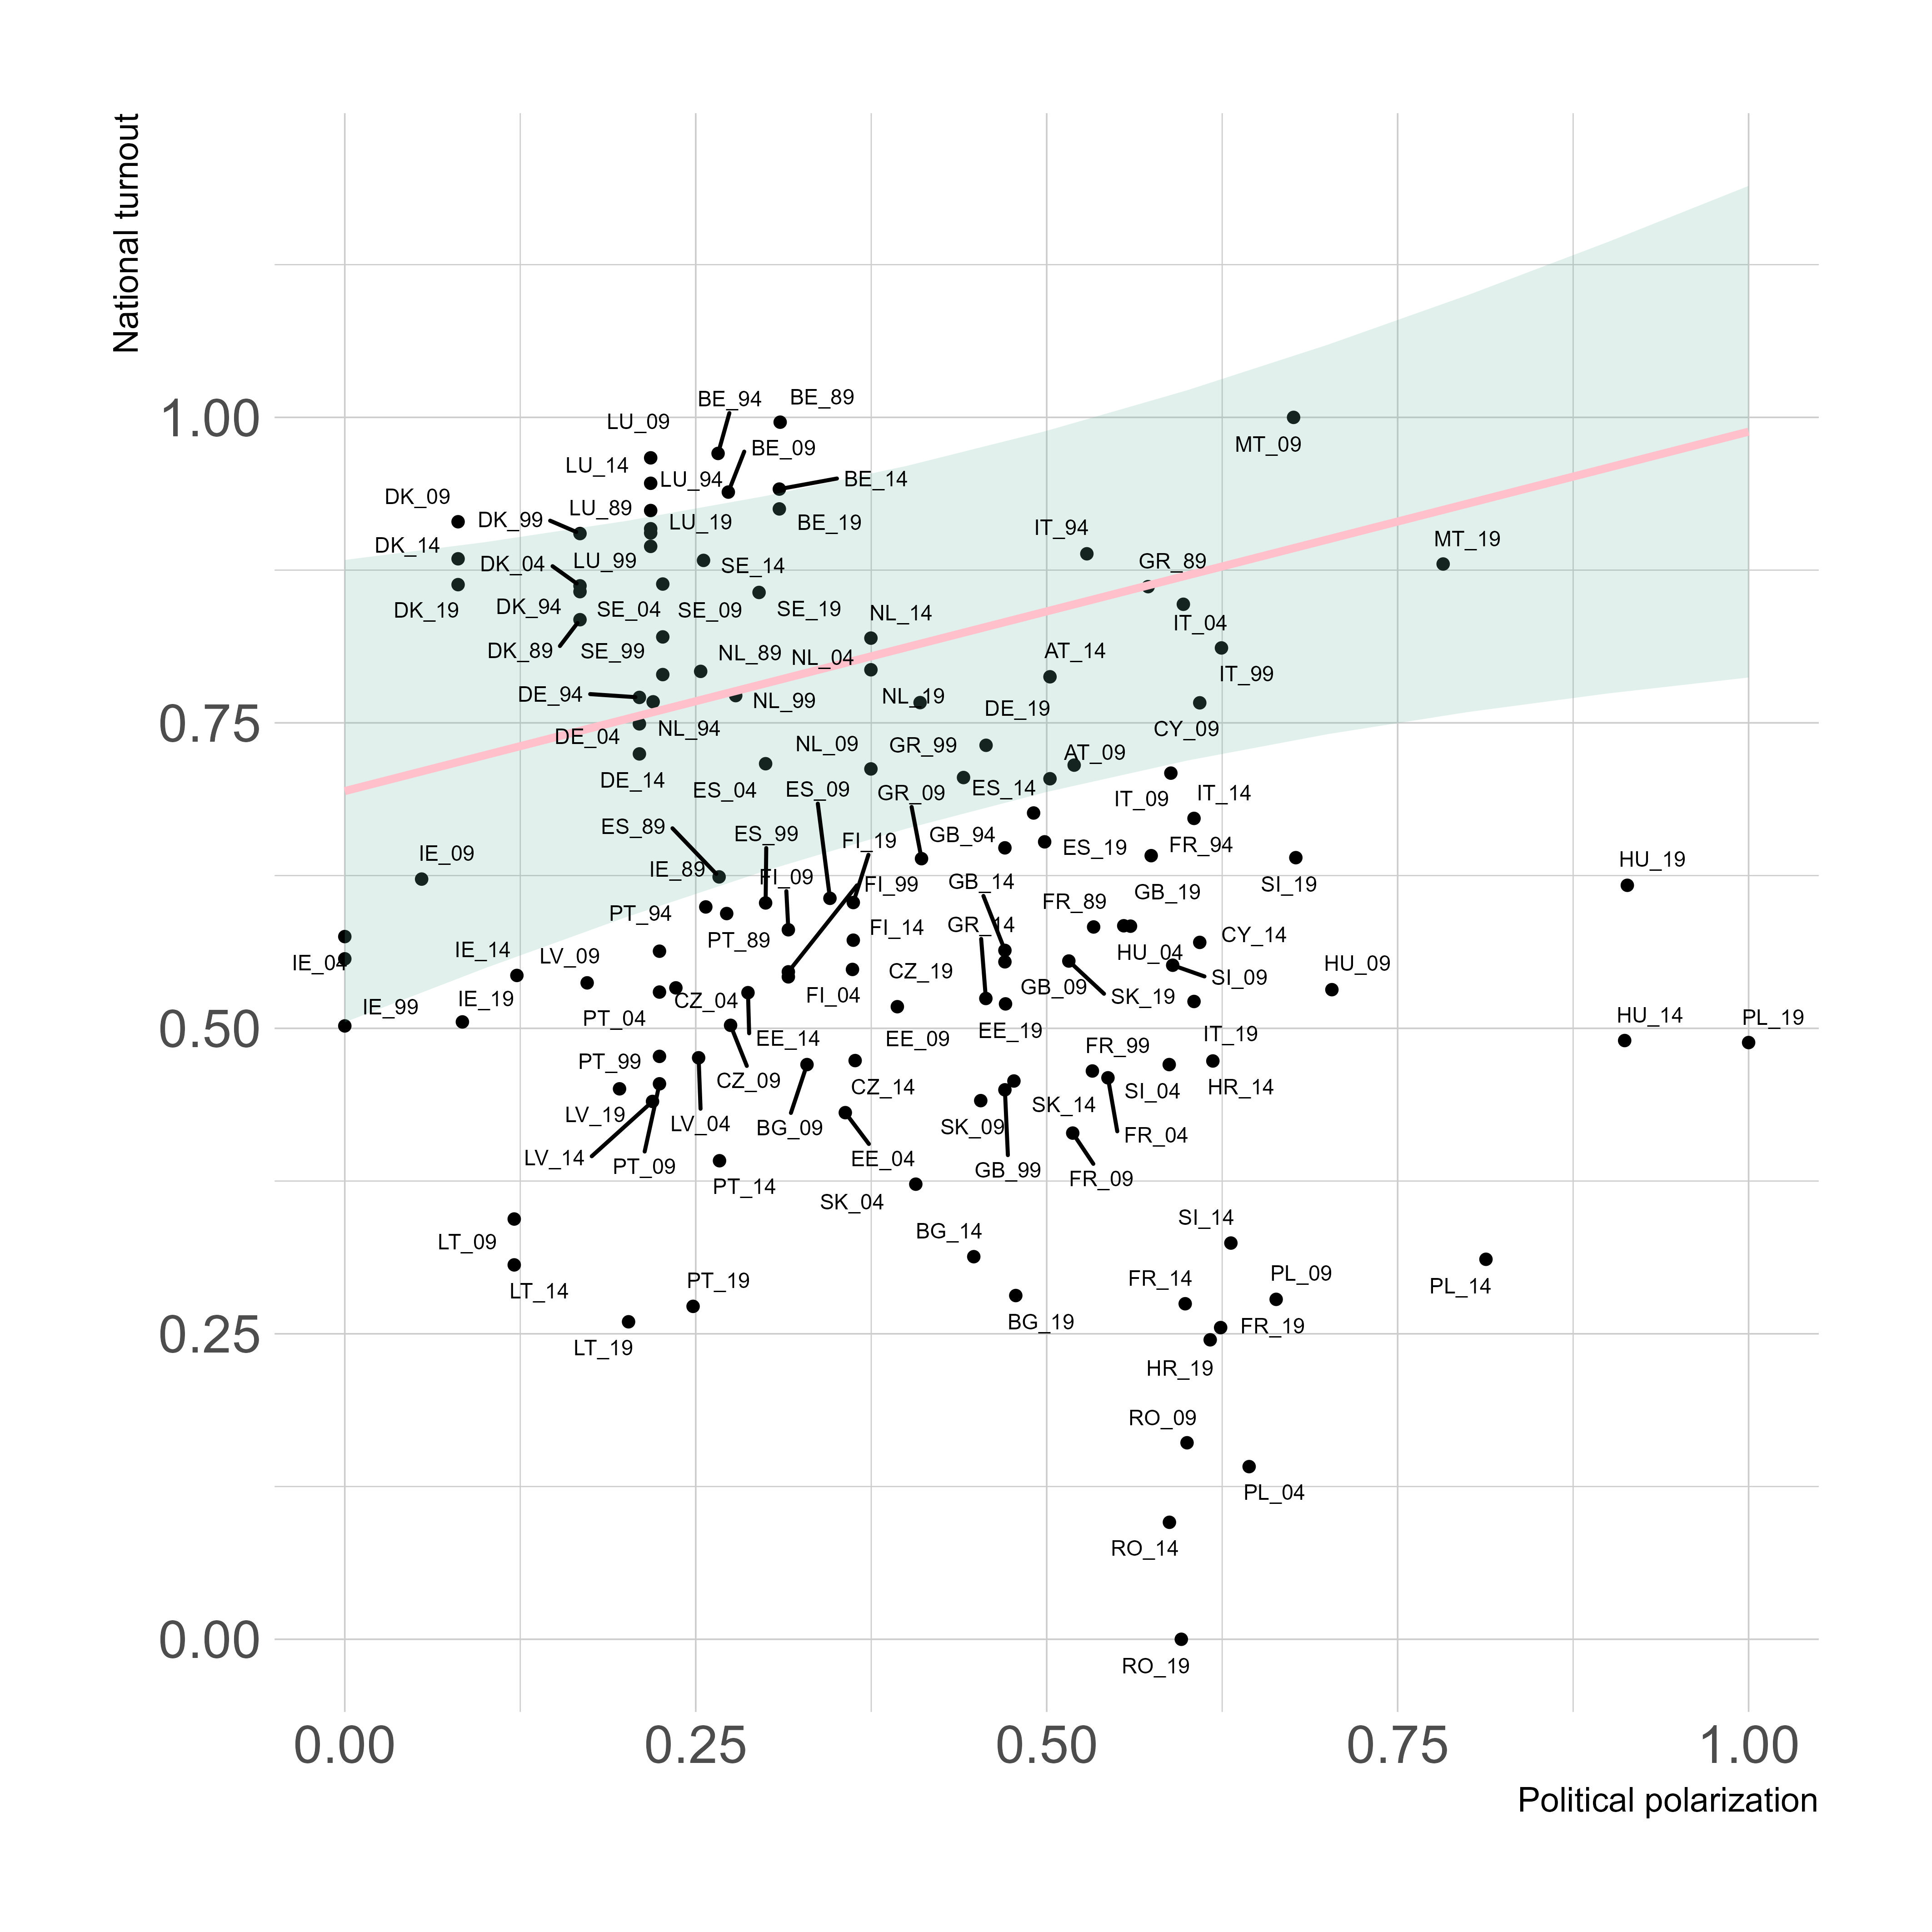 National turnout
1.00
0.75
0.50
0.25
0.00
BE_94
BE_89
LU_09
MT_09
BE_09
LU_14
LU_94
BE_14
DK_09
LU_89
DK_99
LU_19
BE_19
IT_94
MT_19
DK_14
DK_04
LU_99
SE_14
GR_89
DK_19
DK_94
SE_04
SE_09
SE_19
NL_14
IT_04
DK_89
SE_99
NL_89
NL_04
AT_14
IT_99
DE_94
NL_99
NL_19
DE_19
DE_04
NL_94
NL_09
GR_99
AT_09
CY_09
DE_14
ES_04
ES_09
GR_09
ES_14
IT_09
IT_14
ES_89
ES_99
FI_19
GB_94
ES_19
FR_94
IE_09
IE_89
FI_09
FI_99
GB_14
SI_19
HU_19
PT_94
FR_89
GB_19
PT_89
FI_14
GR_14
CY_14
IE_04
IE_14
LV_09
CZ_19
HU_04
SI_09
HU_09
IE_99
IE_19
PT_04
CZ_04
FI_04
GB_09
SK_19
EE_14
EE_09
EE_19
IT_19
HU_14
PL_19
PT_99
CZ_09
CZ_14
FR_99
SI_04
HR_14
LV_19
LV_04
BG_09
SK_09
SK_14
FR_04
LV_14
PT_09
EE_04
GB_99
FR_09
PT_14
SK_04
LT_09
BG_14
SI_14
LT_14
PT_19
FR_14
PL_09
PL_14
LT_19
BG_19
FR_19
HR_19
RO_09
PL_04
RO_14
RO_19
0.00
0.25
0.50
0.75
1.00
Political polarization